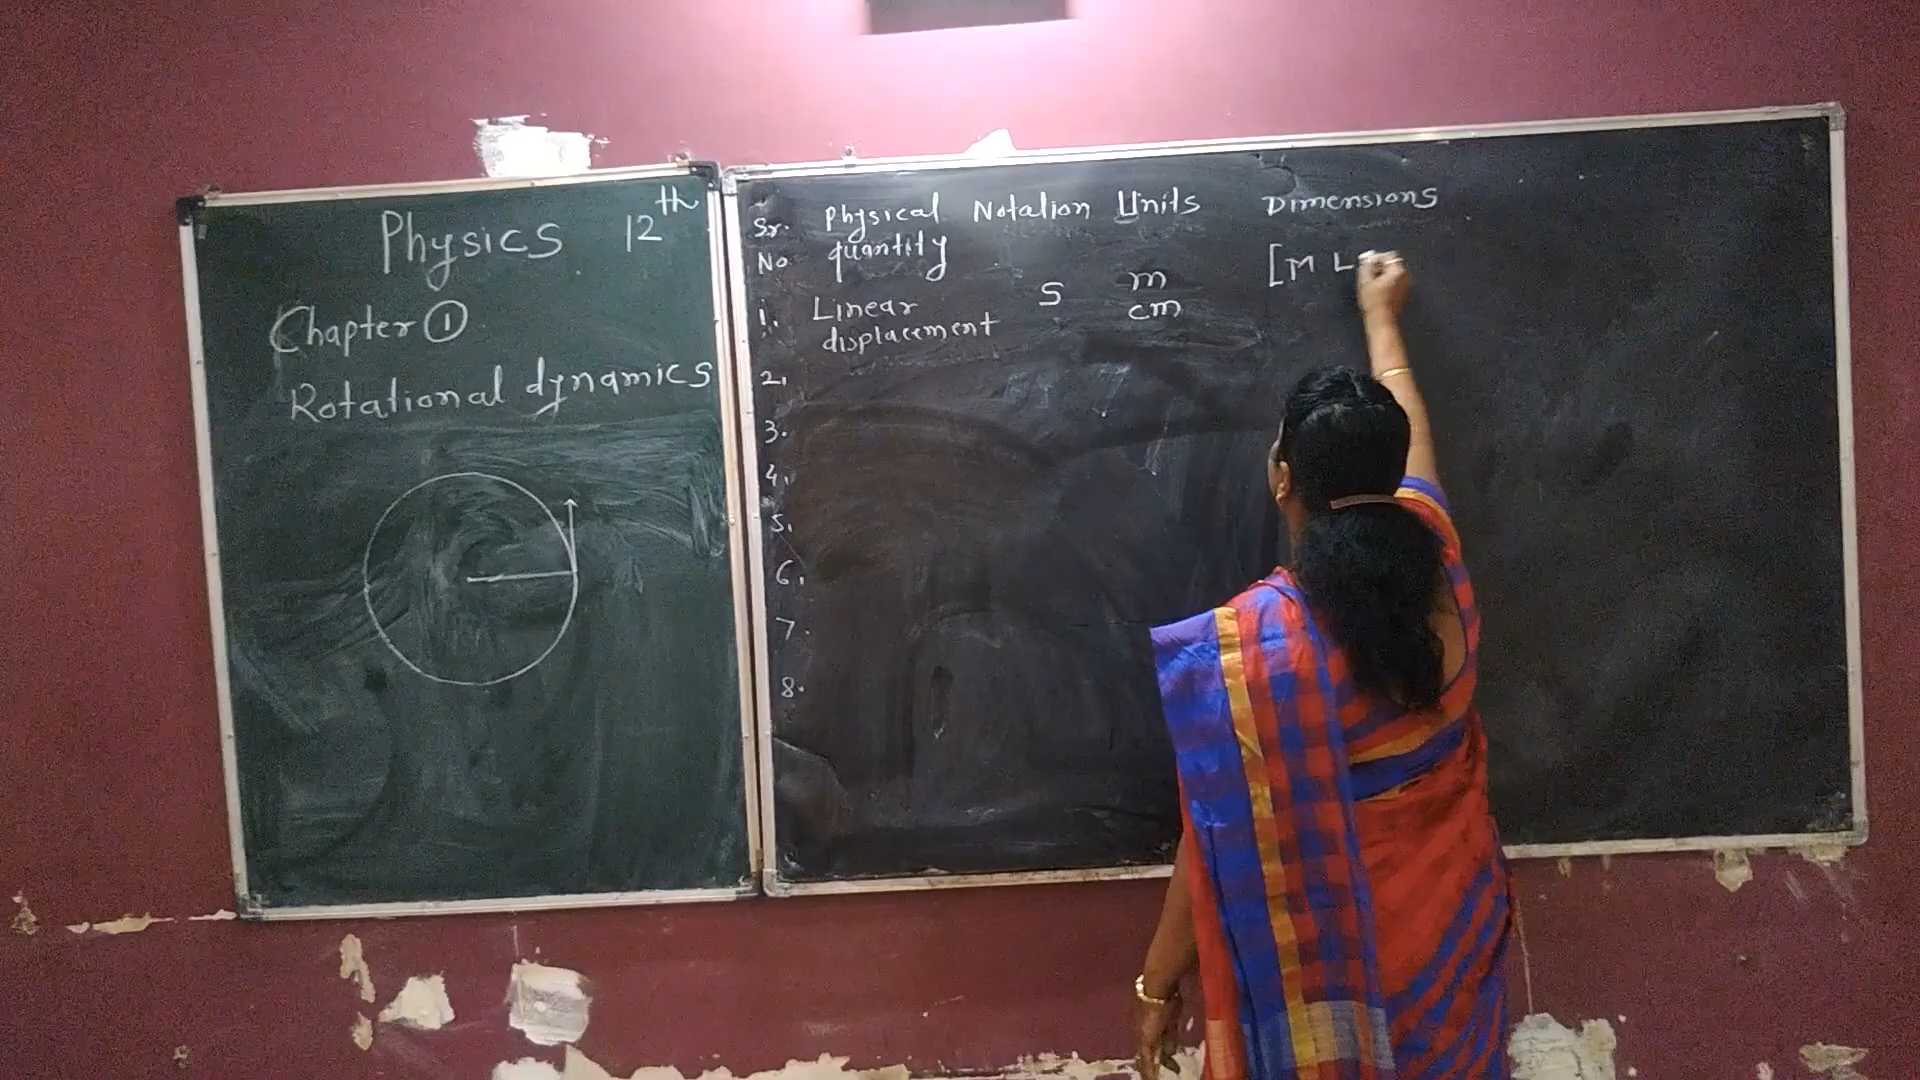 Physics 12th
Chapter ①
Rotational dynamics
Sr. No Physical quantity Notation Units Dimensions
1. Linear displacement S m cm [M L
2.
3.
4.
5.
6.
7.
8.